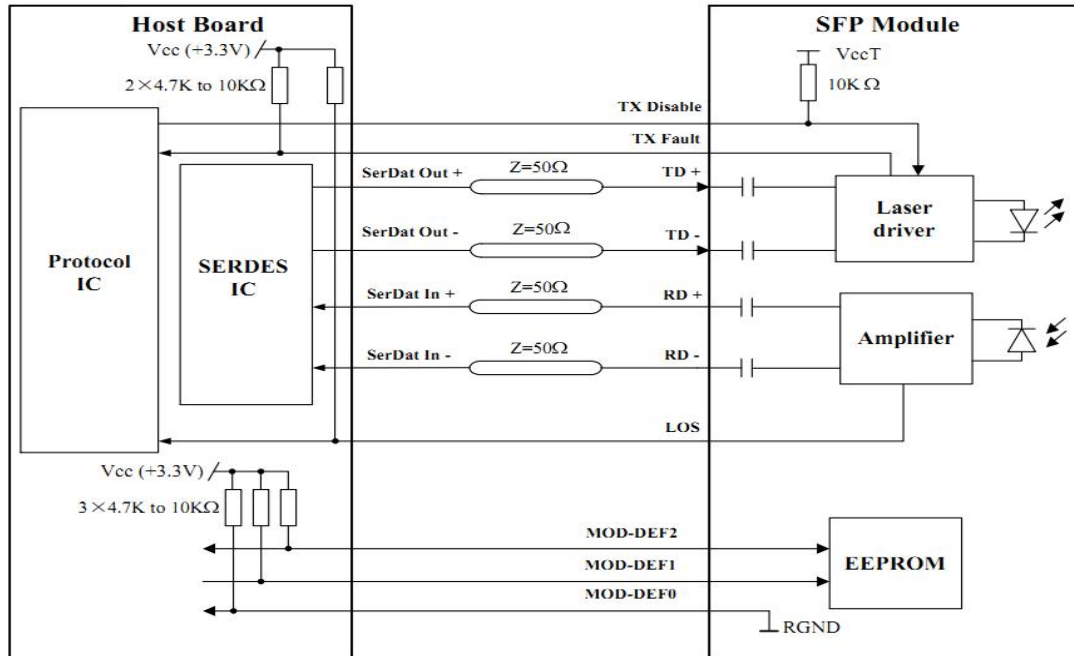 Host Board
SFP Module
Vcc (+3.3V)
2×4.7K to 10KΩ
VccT
10K Ω
TX Disable
TX Fault
SerDat Out +
Z=50Ω
TD +
SerDat Out -
Z=50Ω
TD -
Laser
driver
Protocol
IC
SERDES
IC
SerDat In +
Z=50Ω
RD +
SerDat In -
Z=50Ω
RD -
Amplifier
LOS
Vcc (+3.3V)
3×4.7K to 10KΩ
MOD-DEF2
MOD-DEF1
MOD-DEF0
EEPROM
RGND